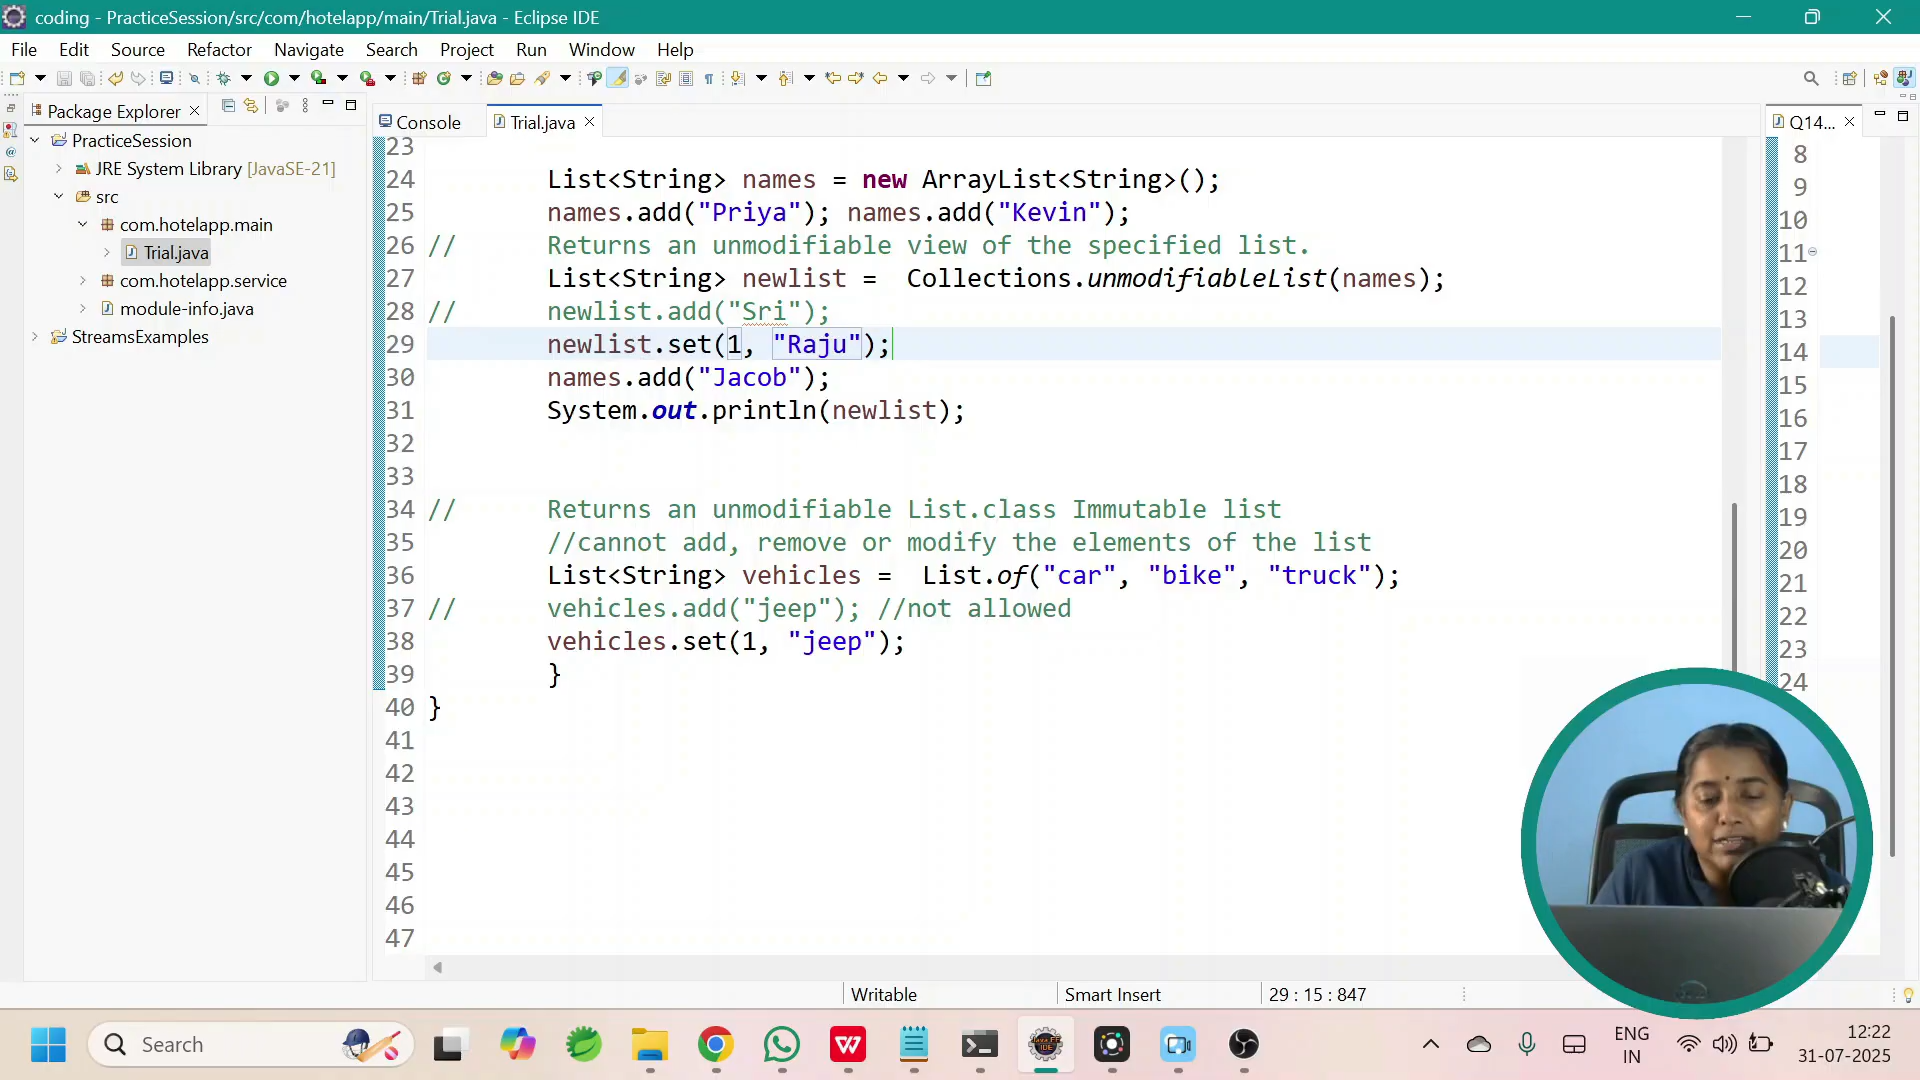 coding - PracticeSession/src/com/hotelapp/main/Trial.java - Eclipse IDE
File Edit Source Refactor Navigate Search Project Run Window Help
Package Explorer
PracticeSession
JRE System Library [JavaSE-21]
src
com.hotelapp.main
Trial.java
com.hotelapp.service
module-info.java
StreamsExamples
Console
Trial.java
23
24 List<String> names = new ArrayList<String>();
25 names.add("Priya"); names.add("Kevin");
26 // Returns an unmodifiable view of the specified list.
27 List<String> newlist = Collections.unmodifiableList(names);
28 // newlist.add("Sri");
29 newlist.set(1, "Raju");
30 names.add("Jacob");
31 System.out.println(newlist);
32
33
34 // Returns an unmodifiable List.class Immutable list
35 //cannot add, remove or modify the elements of the list
36 List<String> vehicles = List.of("car", "bike", "truck");
37 // vehicles.add("jeep"); //not allowed
38 vehicles.set(1, "jeep");
39 }
40 }
41
42
43
44
45
46
47
Q14...
8
9
10
11
12
13
14
15
16
17
18
19
20
21
22
23
24
Writable
Smart Insert
29 : 15 : 847
Search
ENG
IN
12:22
31-07-2025